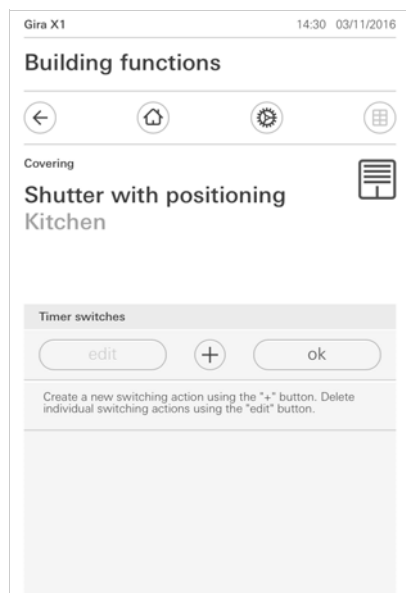 Gira X1 14:30 03/11/2016
Building functions
Covering
Shutter with positioning
Kitchen
Timer switches
edit ok
Create a new switching action using the "+" button. Delete
individual switching actions using the "edit" button.